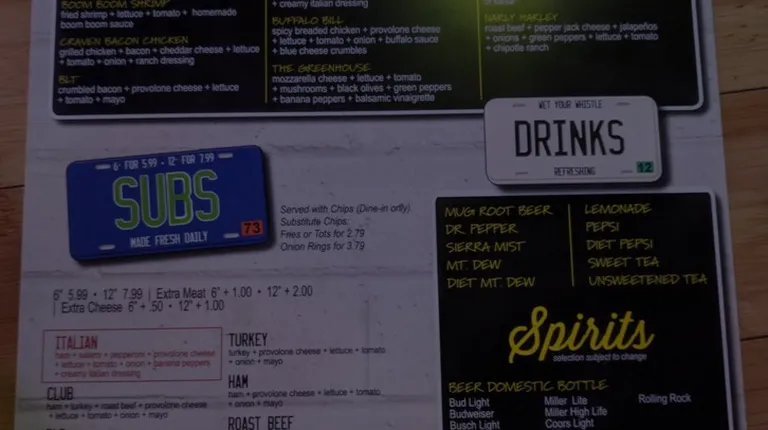 BOOM BOOM SHRIMP
fried shrimp + lettuce + tomato + homemade
boom boom sauce
CRAVEN BACON CHICKEN
grilled chicken + bacon + cheddar cheese + lettuce
+ tomato + onion + ranch dressing
BLT
crumbled bacon + provolone cheese + lettuce
+ tomato + mayo
+ creamy italian dressing
BUFFALO BILL
spicy breaded chicken + provolone cheese
+ lettuce + tomato + onion + buffalo sauce
+ blue cheese crumbles
THE GREENHOUSE
mozzarella cheese + lettuce + tomato
+ mushrooms + black olives + green peppers
+ banana peppers + balsamic vinaigrette
NARLY HARLEY
roast beef + pepper jack cheese + jalapeños
+ onions + green peppers + lettuce + tomato
+ chipotle ranch
6" FOR 5.99 - 12" FOR 7.99
SUBS
MADE FRESH DAILY
73
Served with Chips (Dine-in only).
Substitute Chips:
Fries or Tots for 2.79
Onion Rings for 3.79
6" 5.99 • 12" 7.99 | Extra Meat 6" + 1.00 • 12" + 2.00
| Extra Cheese 6" + .50 • 12" + 1.00
ITALIAN
ham + salami + pepperoni + provolone cheese
+ lettuce + tomato + onion + banana peppers
+ creamy italian dressing
CLUB
ham + turkey + roast beef + provolone cheese
+ lettuce + tomato + onion + mayo
TURKEY
turkey + provolone cheese + lettuce + tomato
+ onion + mayo
HAM
ham + provolone cheese + lettuce + tomato
+ onion + mayo
ROAST BEEF
WET YOUR WHISTLE
DRINKS
REFRESHING
12
MUG ROOT BEER
DR. PEPPER
SIERRA MIST
MT. DEW
DIET MT. DEW
LEMONADE
PEPSI
DIET PEPSI
SWEET TEA
UNSWEETENED TEA
Spirits
selection subject to change
BEER DOMESTIC BOTTLE
Bud Light
Budweiser
Busch Light
Miller Lite
Miller High Life
Coors Light
Rolling Rock